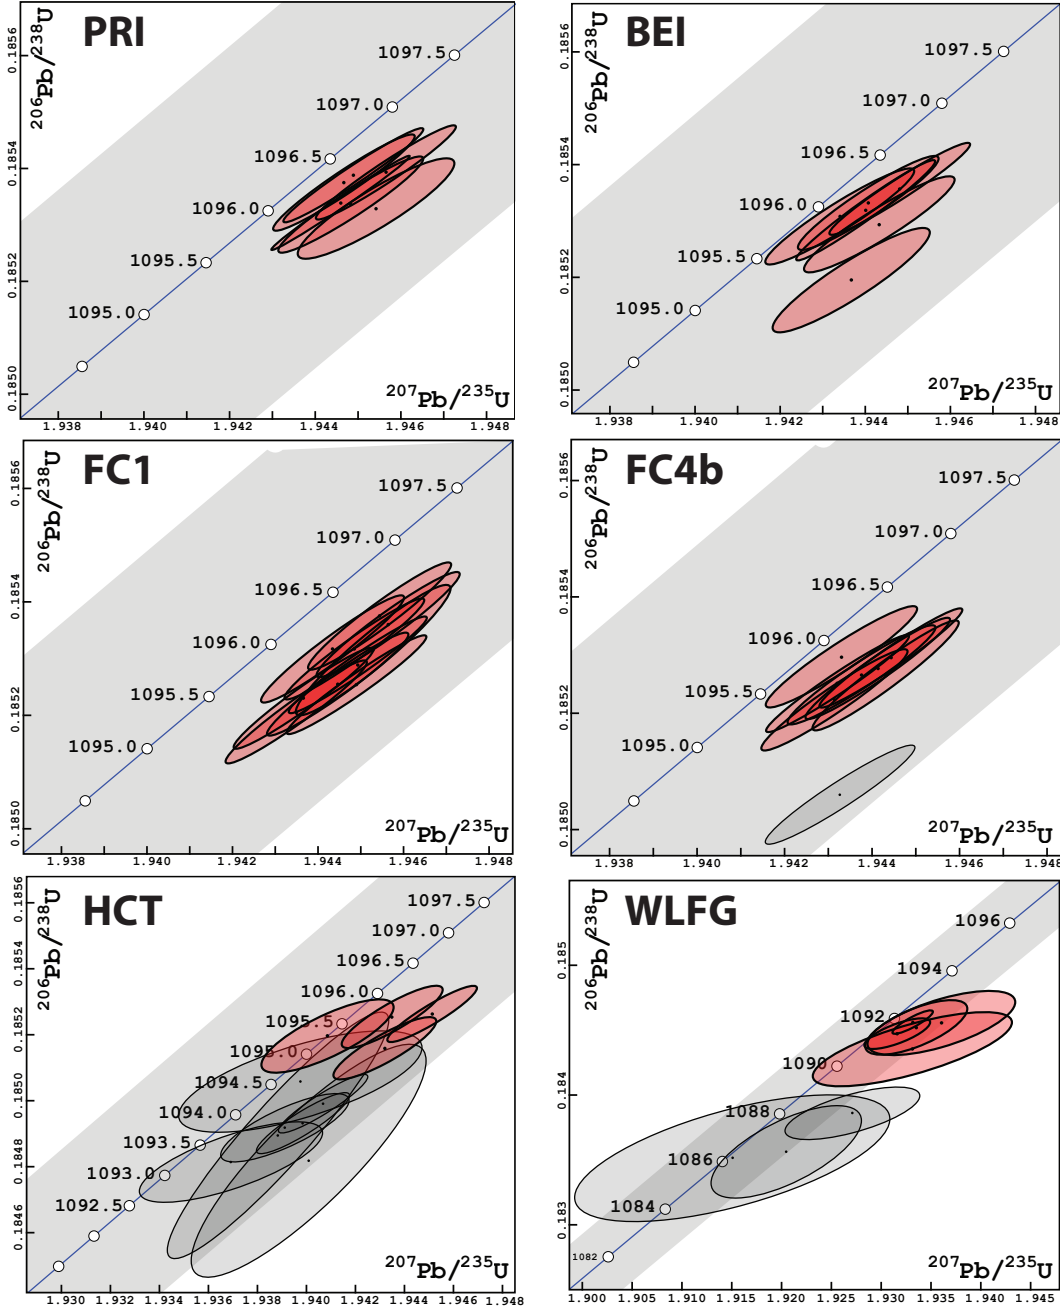 PRI
²⁰⁶Pb/²³⁸U
0.1856
0.1854
0.1852
0.1850
1097.5
1097.0
1096.5
1096.0
1095.5
1095.0
²⁰⁷Pb/²³⁵U
1.938 1.940 1.942 1.944 1.946 1.948
BEI
²⁰⁶Pb/²³⁸U
0.1856
0.1854
0.1852
0.1850
1097.5
1097.0
1096.5
1096.0
1095.5
1095.0
²⁰⁷Pb/²³⁵U
1.938 1.940 1.942 1.944 1.946 1.948
FC1
²⁰⁶Pb/²³⁸U
0.1856
0.1854
0.1852
0.1850
1097.5
1097.0
1096.5
1096.0
1095.5
1095.0
²⁰⁷Pb/²³⁵U
1.938 1.940 1.942 1.944 1.946 1.948
FC4b
²⁰⁶Pb/²³⁸U
0.1856
0.1854
0.1852
0.1850
1097.5
1097.0
1096.5
1096.0
1095.5
1095.0
²⁰⁷Pb/²³⁵U
1.938 1.940 1.942 1.944 1.946 1.948
HCT
²⁰⁶Pb/²³⁸U
0.1856
0.1854
0.1852
0.1850
0.1848
0.1846
1097.5
1097.0
1096.5
1096.0
1095.5
1095.0
1094.5
1094.0
1093.5
1093.0
1092.5
²⁰⁷Pb/²³⁵U
1.930 1.932 1.934 1.936 1.938 1.940 1.942 1.944 1.946 1.948
WLFG
²⁰⁶Pb/²³⁸U
0.185
0.184
0.183
1096
1094
1092
1090
1088
1086
1084
1082
²⁰⁷Pb/²³⁵U
1.900 1.905 1.910 1.915 1.920 1.925 1.930 1.935 1.940 1.945